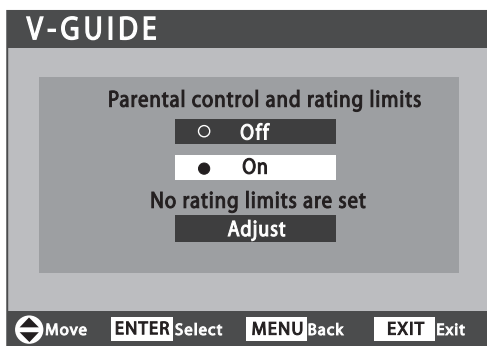 V-GUIDE
Parental control and rating limits
Off
On
No rating limits are set
Adjust
Move ENTER Select MENU Back EXIT Exit